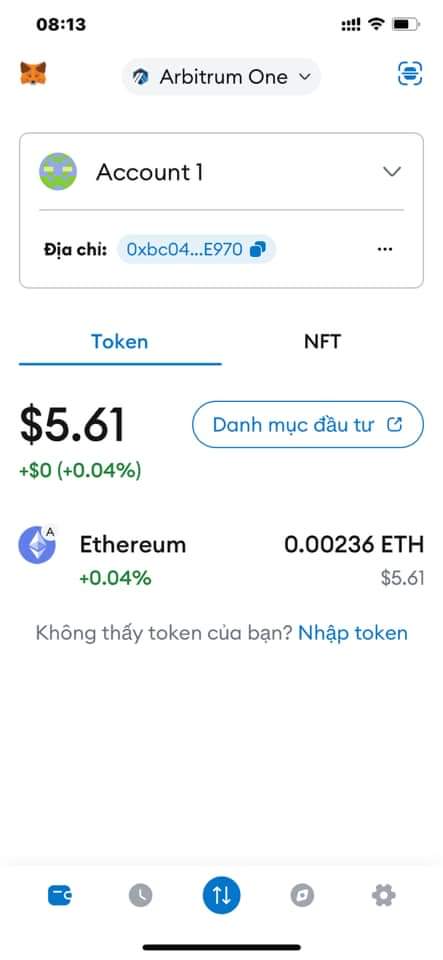 08:13
Arbitrum One
Account 1
Địa chỉ: 0xbc04...E970
Token NFT
$5.61 Danh mục đầu tư
+$0 (+0.04%)
A
Ethereum 0.00236 ETH
+0.04% $5.61
Không thấy token của bạn? Nhập token